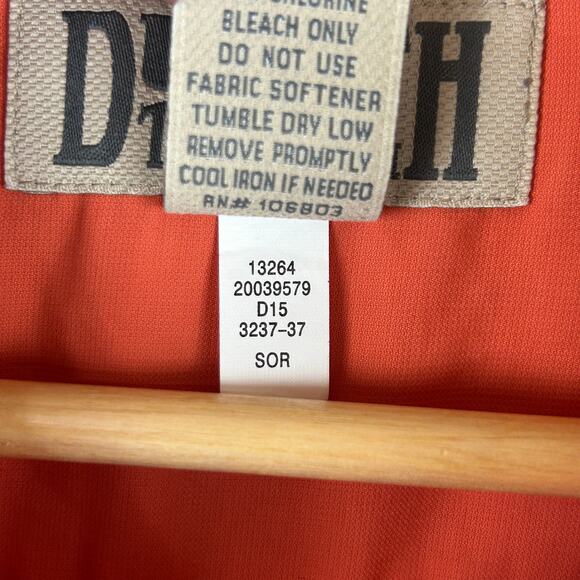 BLEACH ONLY
DO NOT USE
FABRIC SOFTENER
TUMBLE DRY LOW
REMOVE PROMPTLY
COOL IRON IF NEEDED
RN# 106803
13264
20039579
D15
3237-37
SOR